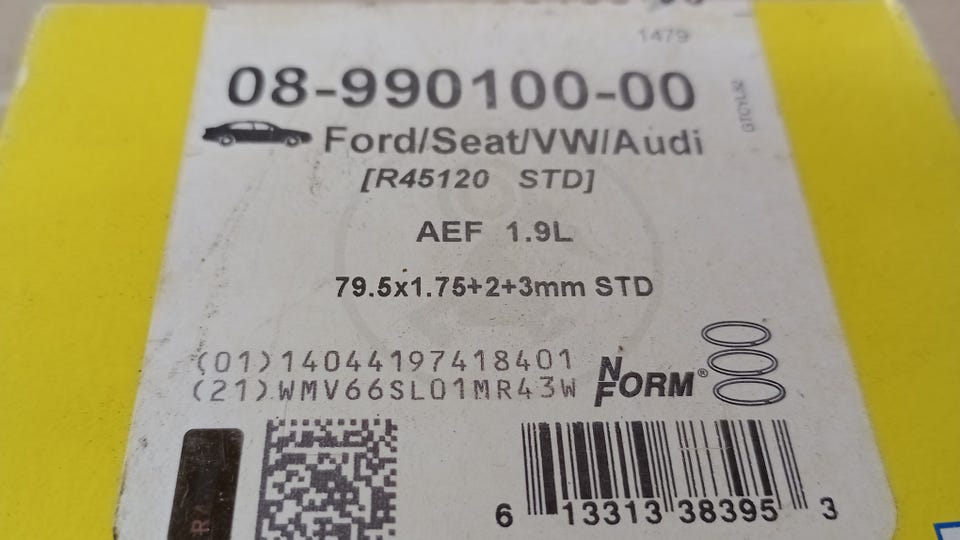 1479
08-990100-00
GTCYLS2
Ford/Seat/VW/Audi
[R45120 STD]
AEF 1.9L
79.5x1.75+2+3mm STD
(01)14044197418401
(21)WMV66SL01MR43W
NFORM®
6 13313 38395 3